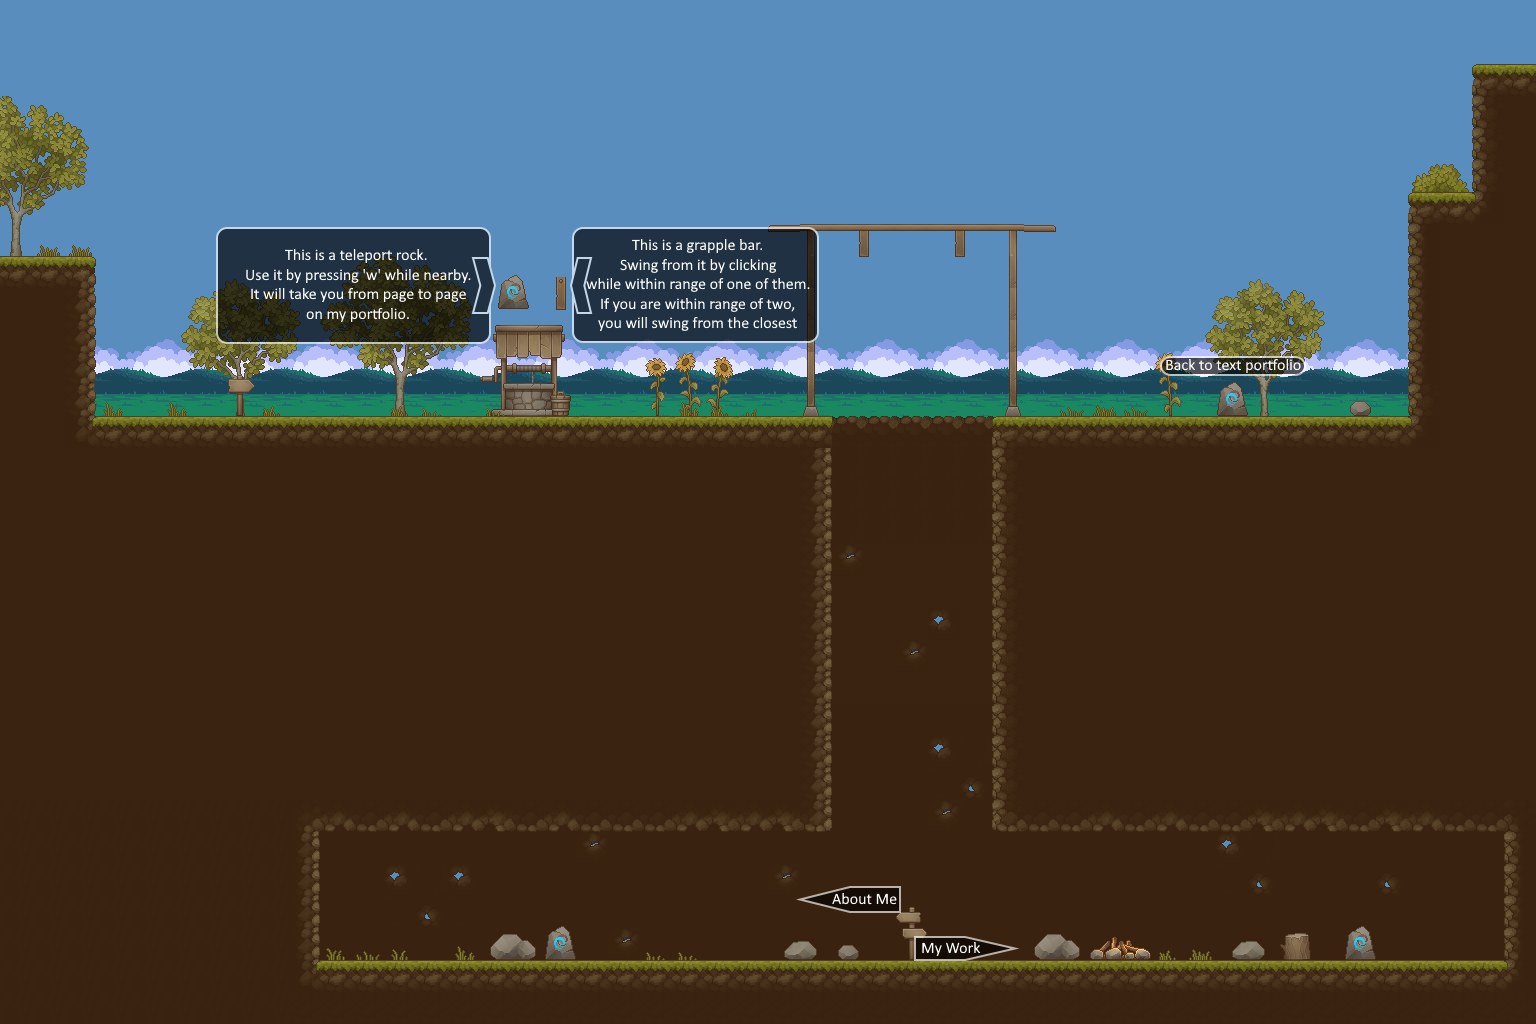 This is a teleport rock.
Use it by pressing 'w' while nearby.
It will take you from page to page
on my portfolio.
This is a grapple bar.
Swing from it by clicking
while within range of one of them.
If you are within range of two,
you will swing from the closest
Back to text portfolio
About Me
My Work